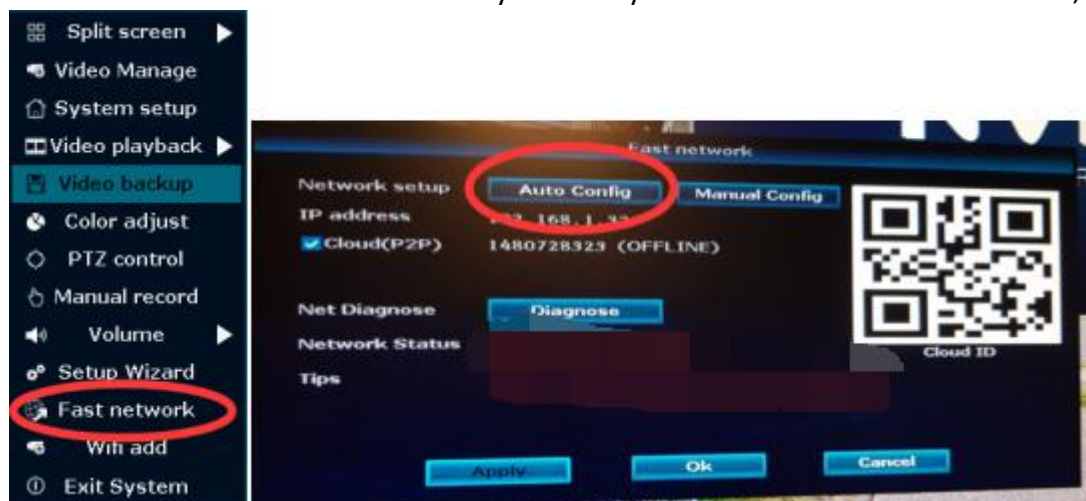 Split screen
Video Manage
System setup
Video playback
Video backup
Color adjust
PTZ control
Manual record
Volume
Setup Wizard
Fast network
Wifi add
Exit System
Fast network
Network setup Auto Config Manual Config
IP address 168.1.
Cloud(P2P) 1480728323 (OFFLINE)
Net Diagnose Diagnose
Network Status
Tips
Cloud ID
Apply Ok Cancel